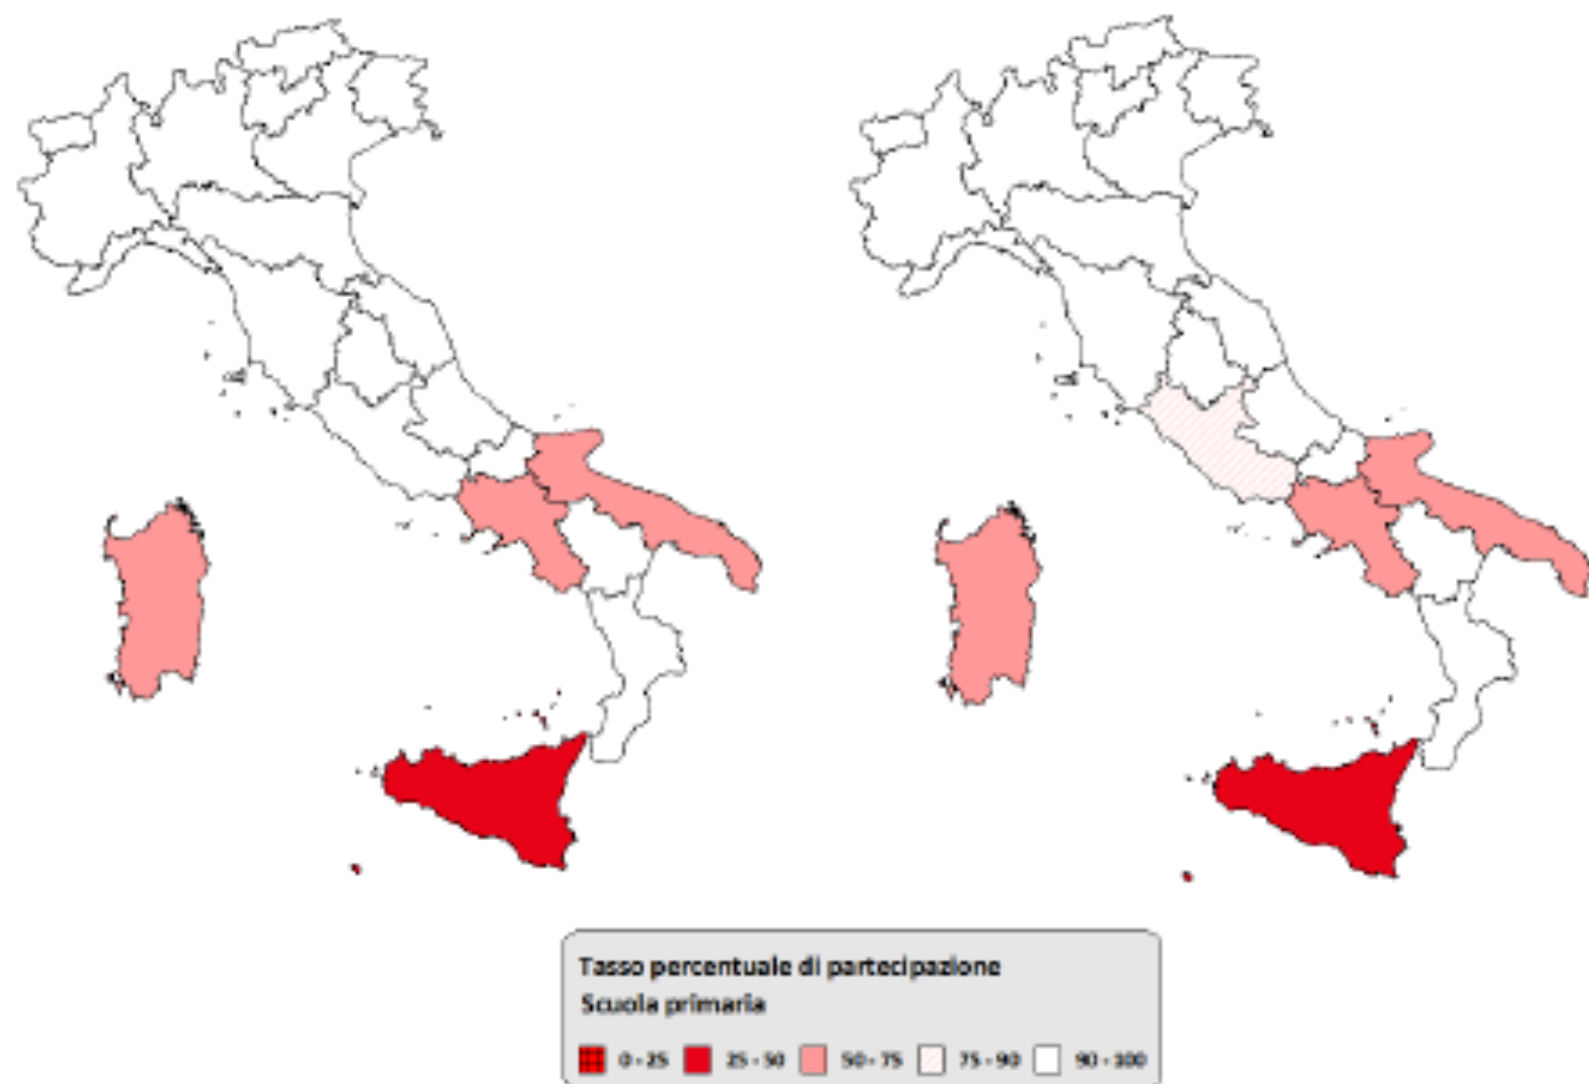 Tasso percentuale di partecipazione
Scuola primaria
0 - 25 25 - 50 50 - 75 75 - 90 90 - 100